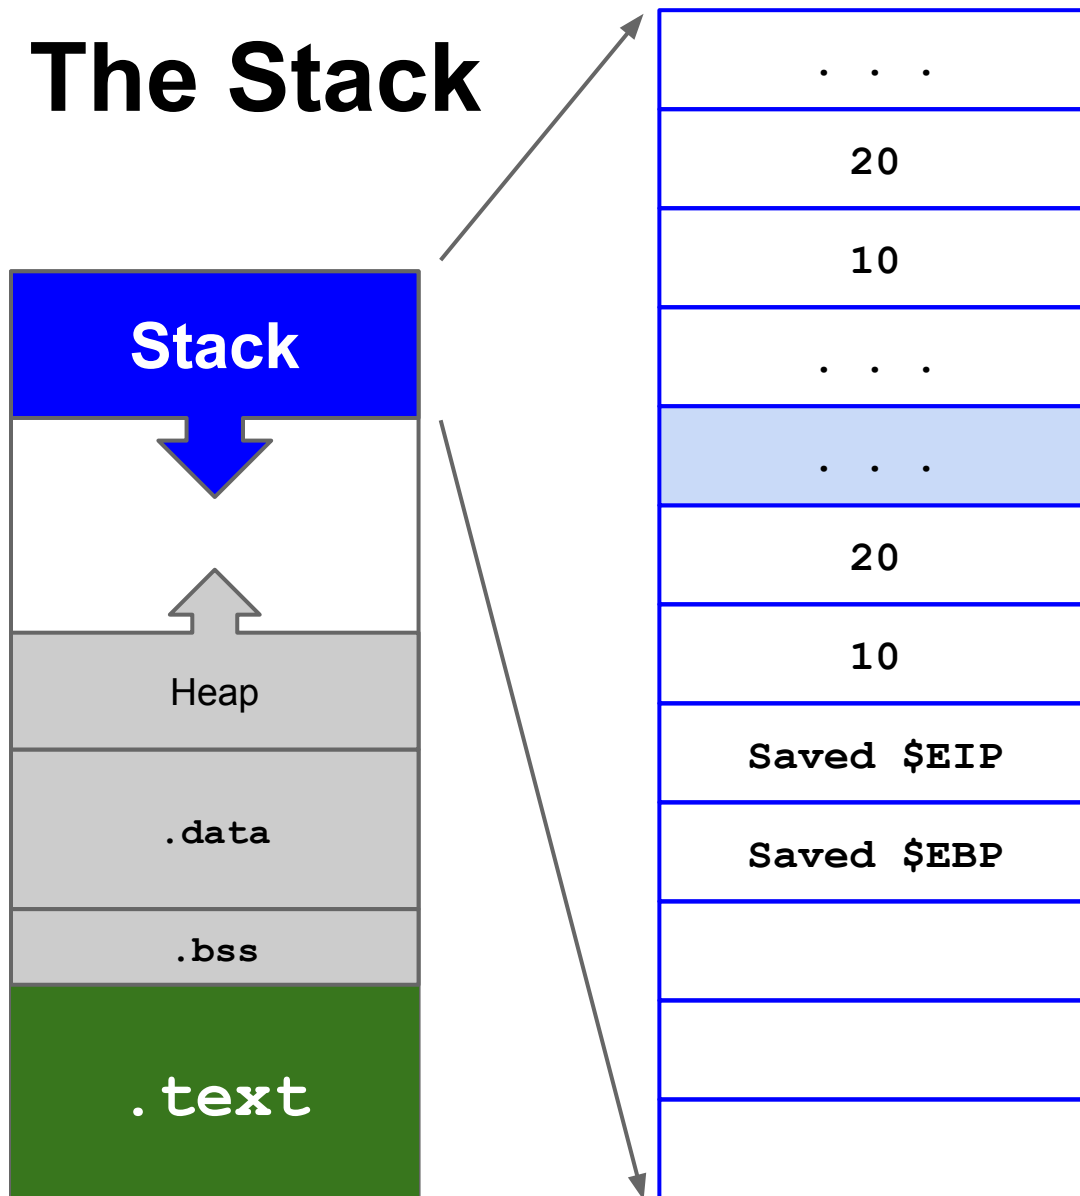 The Stack
Stack
Heap
.data
.bss
.text
. . .
20
10
. . .
. . .
20
10
Saved $EIP
Saved $EBP